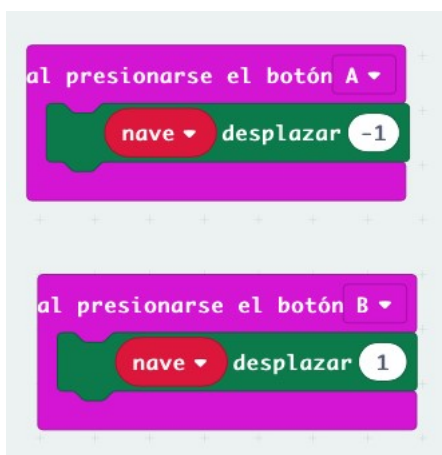 al presionarse el botón A
nave desplazar -1
al presionarse el botón B
nave desplazar 1